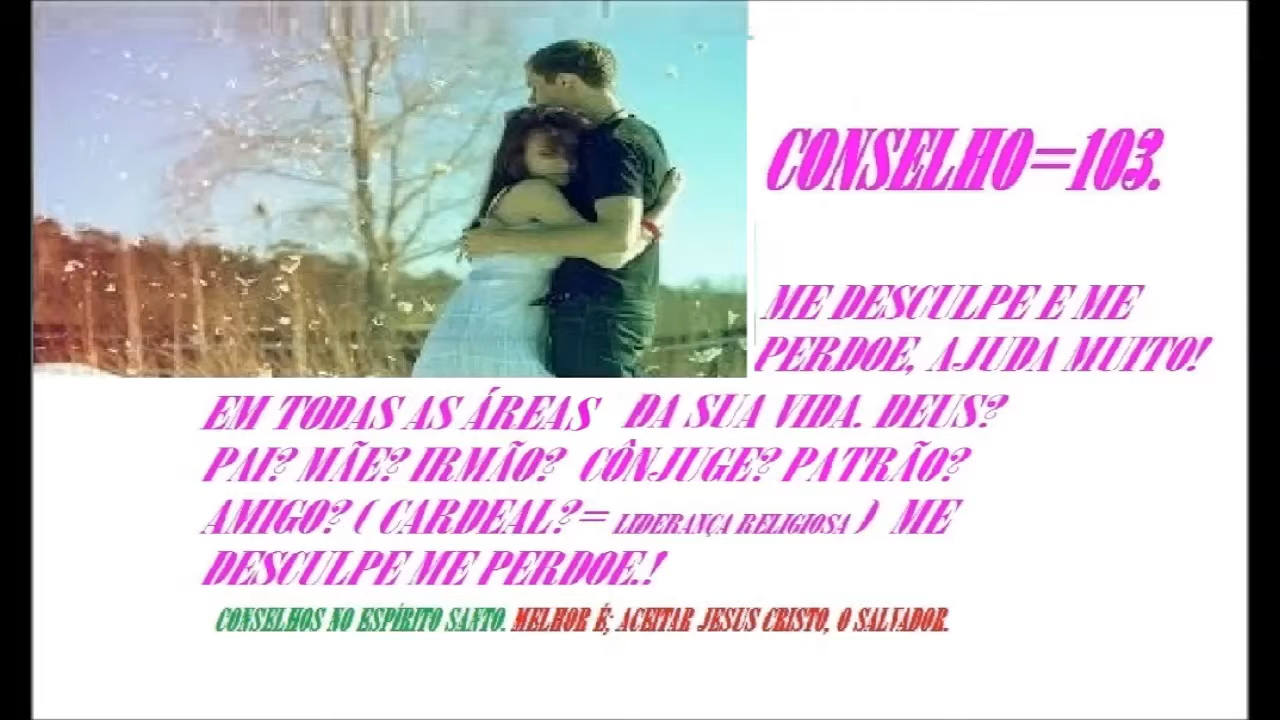 CONSELHO=103.
ME DESCULPE E ME
PERDOE, AJUDA MUITO!
EM TODAS AS ÁREAS DA SUA VIDA. DEUS?
PAI? MÃE? IRMÃO? CÔNJUGE? PATRÃO?
AMIGO? ( CARDEAL?= LIDERANÇA RELIGIOSA ) ME
DESCULPE ME PERDOE.!
CONSELHOS NO ESPÍRITO SANTO. MELHOR É; ACEITAR JESUS CRISTO, O SALVADOR.